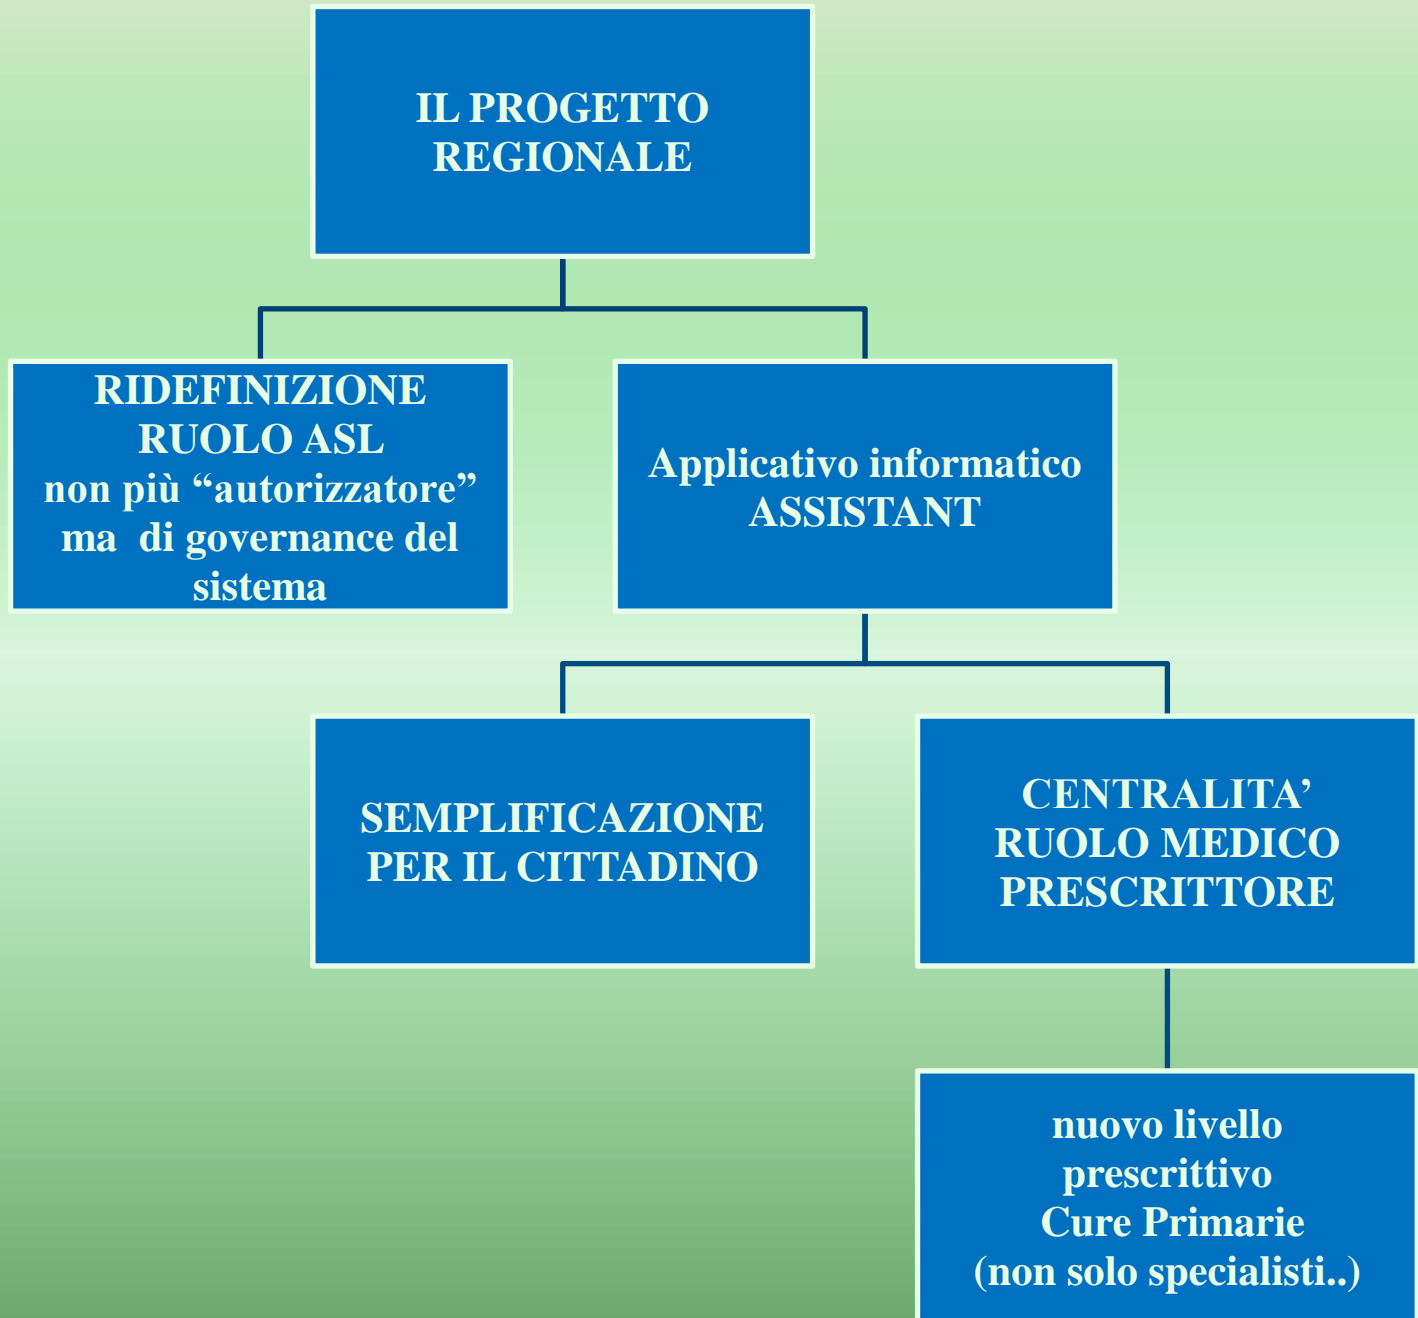 IL PROGETTO
REGIONALE
RIDEFINIZIONE
RUOLO ASL
non più “autorizzatore”
ma di governance del
sistema
Applicativo informatico
ASSISTANT
SEMPLIFICAZIONE
PER IL CITTADINO
CENTRALITA’
RUOLO MEDICO
PRESCRITTORE
nuovo livello
prescrittivo
Cure Primarie
(non solo specialisti..)